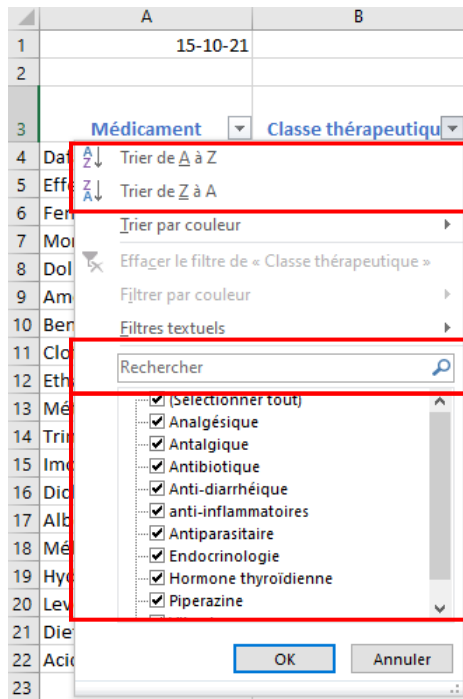 A B
1 15-10-21
2
3 Médicament Classe thérapeutiqu
4 Daf Trier de A à Z
5 Effe Trier de Z à A
6 Fer Trier par couleur
7 Mor
8 Dol Effacer le filtre de « Classe thérapeutique »
9 Am Filtrer par couleur
10 Ben Filtres textuels
11 Clo
Rechercher
12 Eth
(Sélectionner tout)
13 Mé Analgésique
14 Trir Antalgique
15 Imo Antibiotique
16 Dic Anti-diarrhéique
17 Alb anti-inflammatoires
18 Mé Antiparasitaire
Endocrinologie
19 Hyd Hormone thyroïdienne
20 Lev Piperazine
21 Die
22 Acid OK Annuler
23